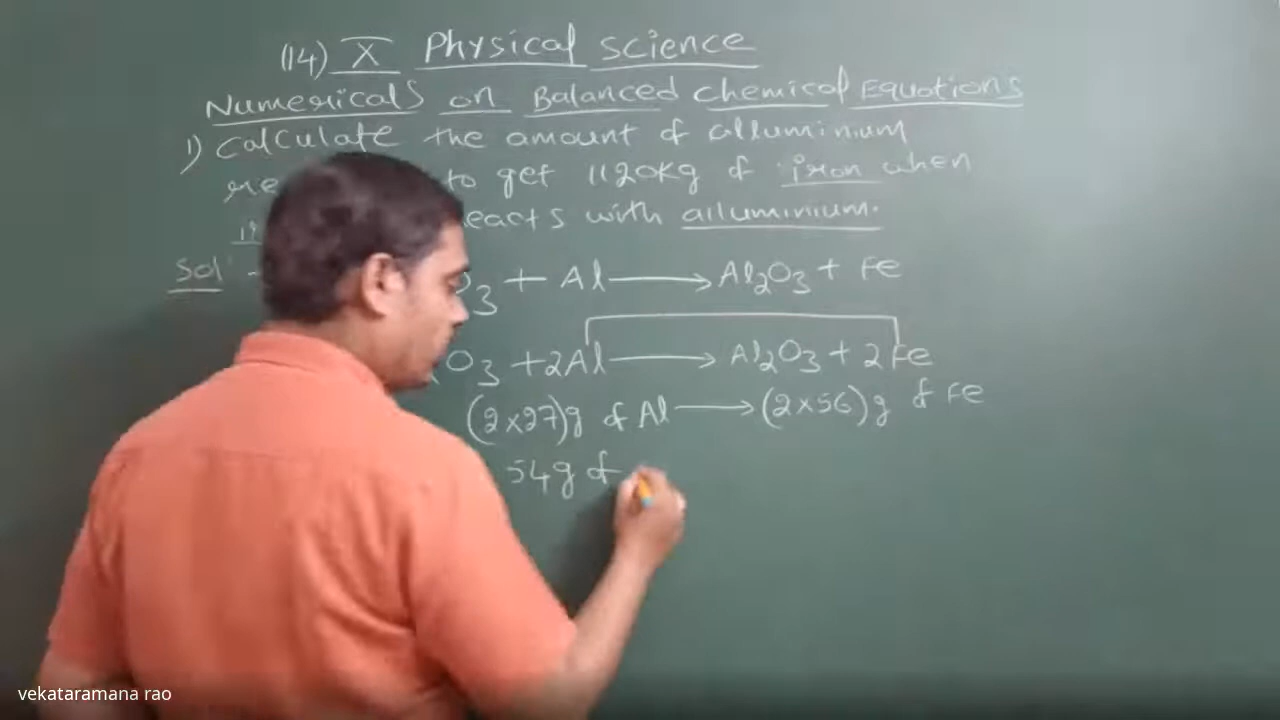 (14) X Physical science
Numericals on Balanced chemical Equations
1) Calculate the amount of alluminium
to get 1120Kg of iron when
reacts with alluminium.
Sol
O3 + Al → Al2O3 + Fe
O3 + 2Al → Al2O3 + 2Fe
(2×27)g of Al → (2×56)g of Fe
54g of
vekataramana rao